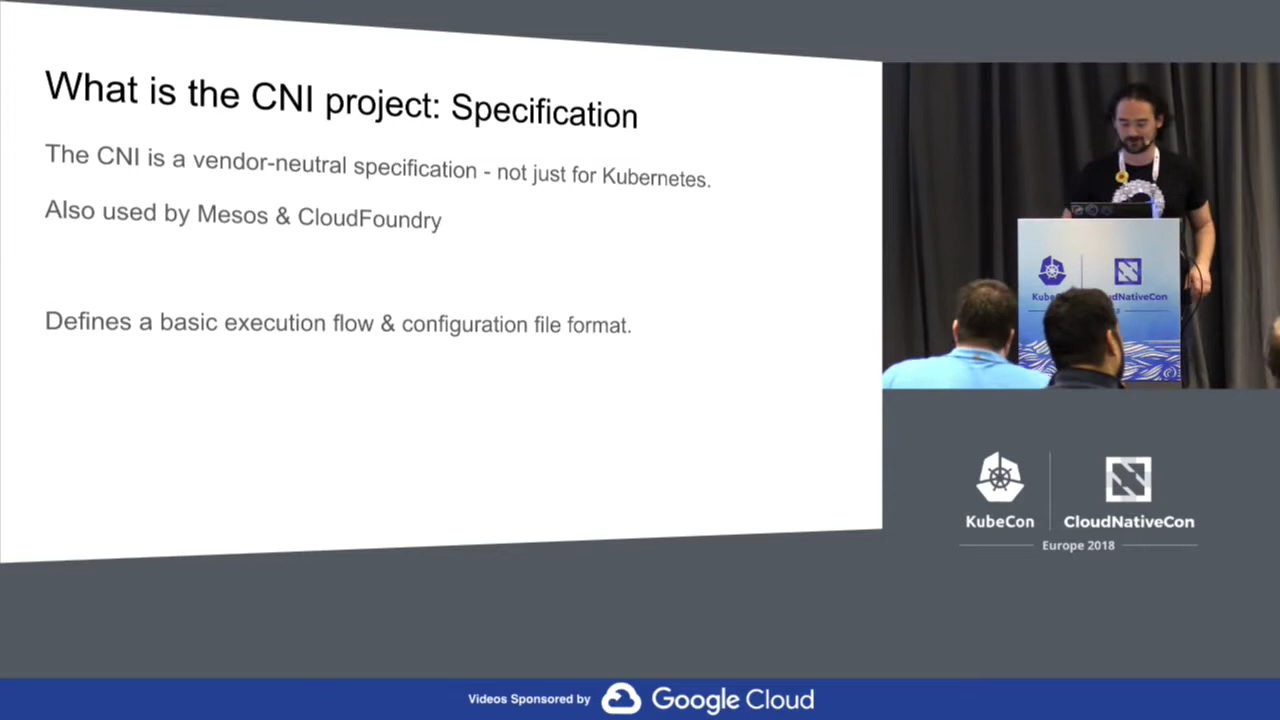 What is the CNI project: Specification
The CNI is a vendor-neutral specification - not just for Kubernetes.
Also used by Mesos & CloudFoundry
Defines a basic execution flow & configuration file format.
KubeCon
CloudNativeCon
Europe 2018
Videos Sponsored by Google Cloud